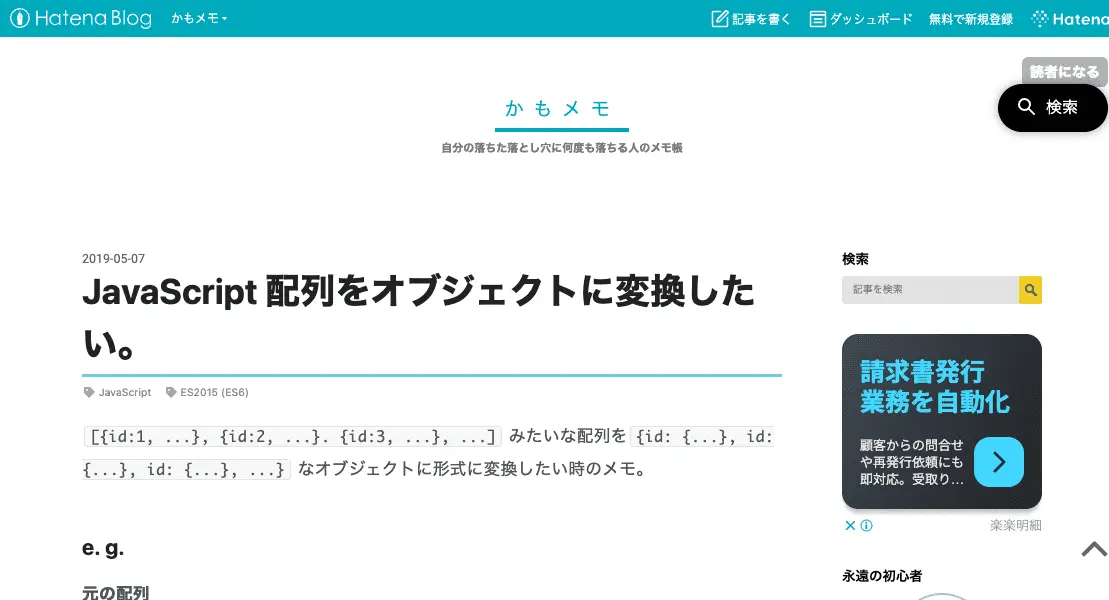 Hatena Blog
かもメモ
記事を書く
ダッシュボード
無料で新規登録
読者になる
検索
かもメモ
自分の落ちた落とし穴に何度も落ちる人のメモ帳
2019-05-07
JavaScript 配列をオブジェクトに変換した
い。
JavaScript
ES2015 (ES6)
[{id:1, ...}, {id:2, ...}. {id:3, ...}, ...] みたいな配列を {id: {...}, id:
{...}, id: {...}, ...} なオブジェクトに形式に変換したい時のメモ。
e. g.
元の配列
検索
記事を検索
請求書発行
業務を自動化
顧客からの問合せ
や再発行依頼にも
即対応。受取り...
楽楽明細
永遠の初心者